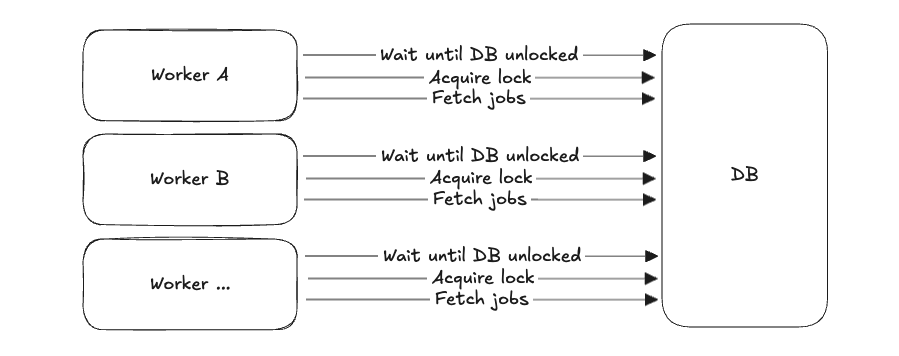 Worker A
Wait until DB unlocked
Acquire lock
Fetch jobs
Worker B
Wait until DB unlocked
Acquire lock
Fetch jobs
Worker ...
Wait until DB unlocked
Acquire lock
Fetch jobs
DB